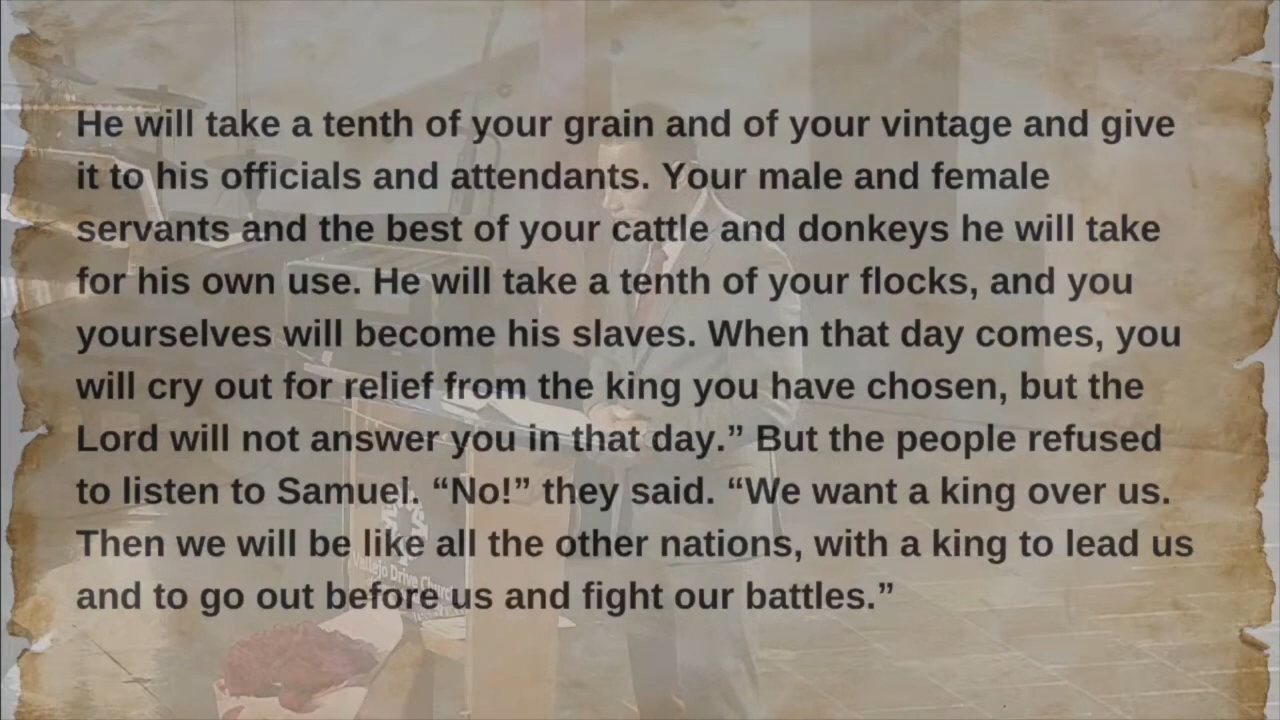 He will take a tenth of your grain and of your vintage and give
it to his officials and attendants. Your male and female
servants and the best of your cattle and donkeys he will take
for his own use. He will take a tenth of your flocks, and you
yourselves will become his slaves. When that day comes, you
will cry out for relief from the king you have chosen, but the
Lord will not answer you in that day.” But the people refused
to listen to Samuel. “No!” they said. “We want a king over us.
Then we will be like all the other nations, with a king to lead us
and to go out before us and fight our battles.”
Vallejo Drive Church